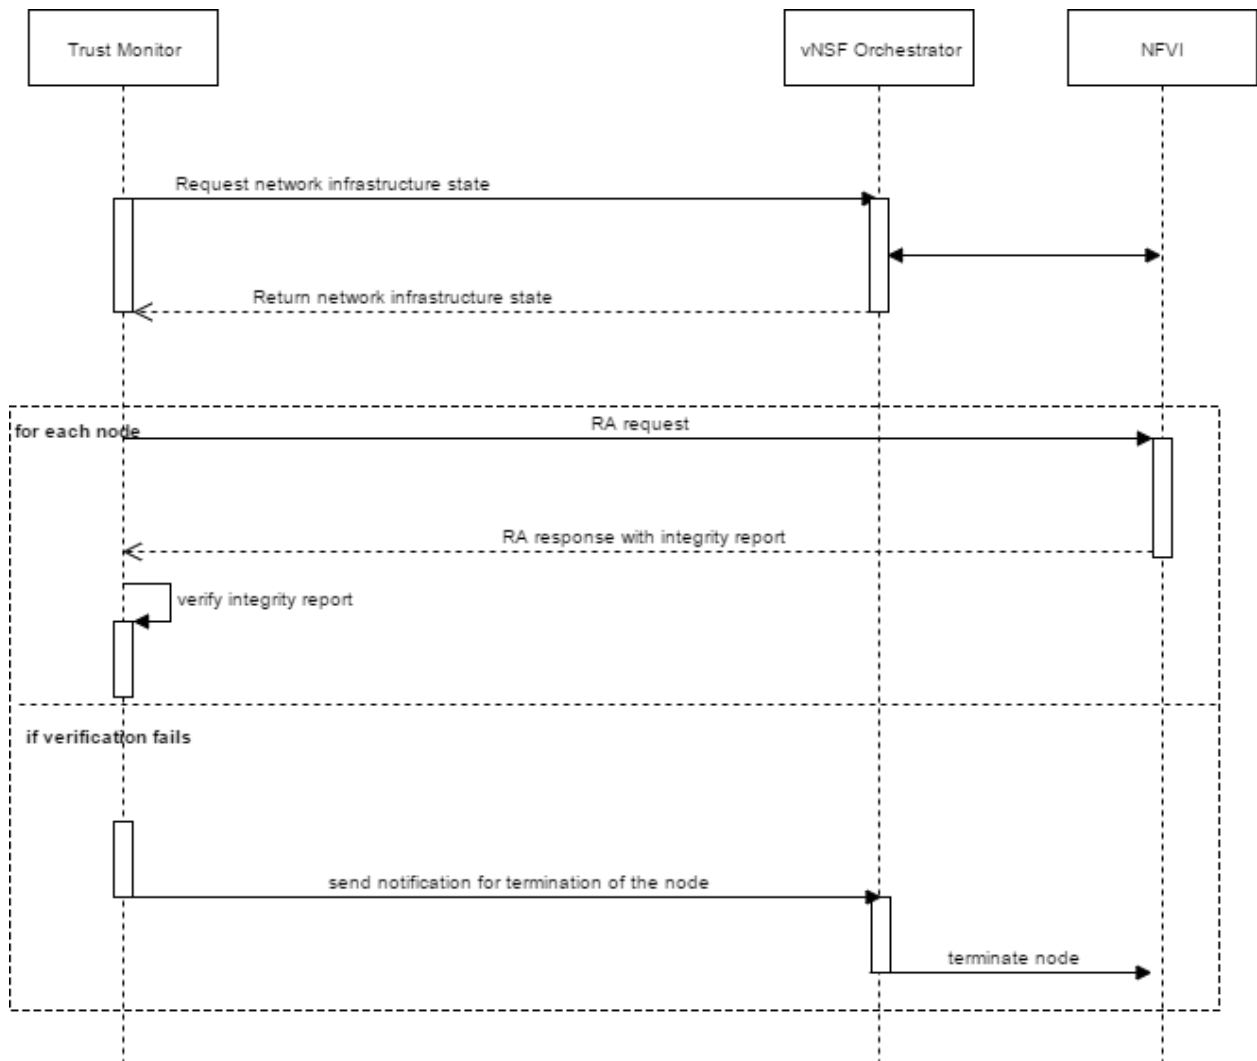 Trust Monitor
vNSF Orchestrator
NFVI
Request network infrastructure state
Return network infrastructure state
for each node
RA request
RA response with integrity report
verify integrity report
if verification fails
send notification for termination of the node
terminate node